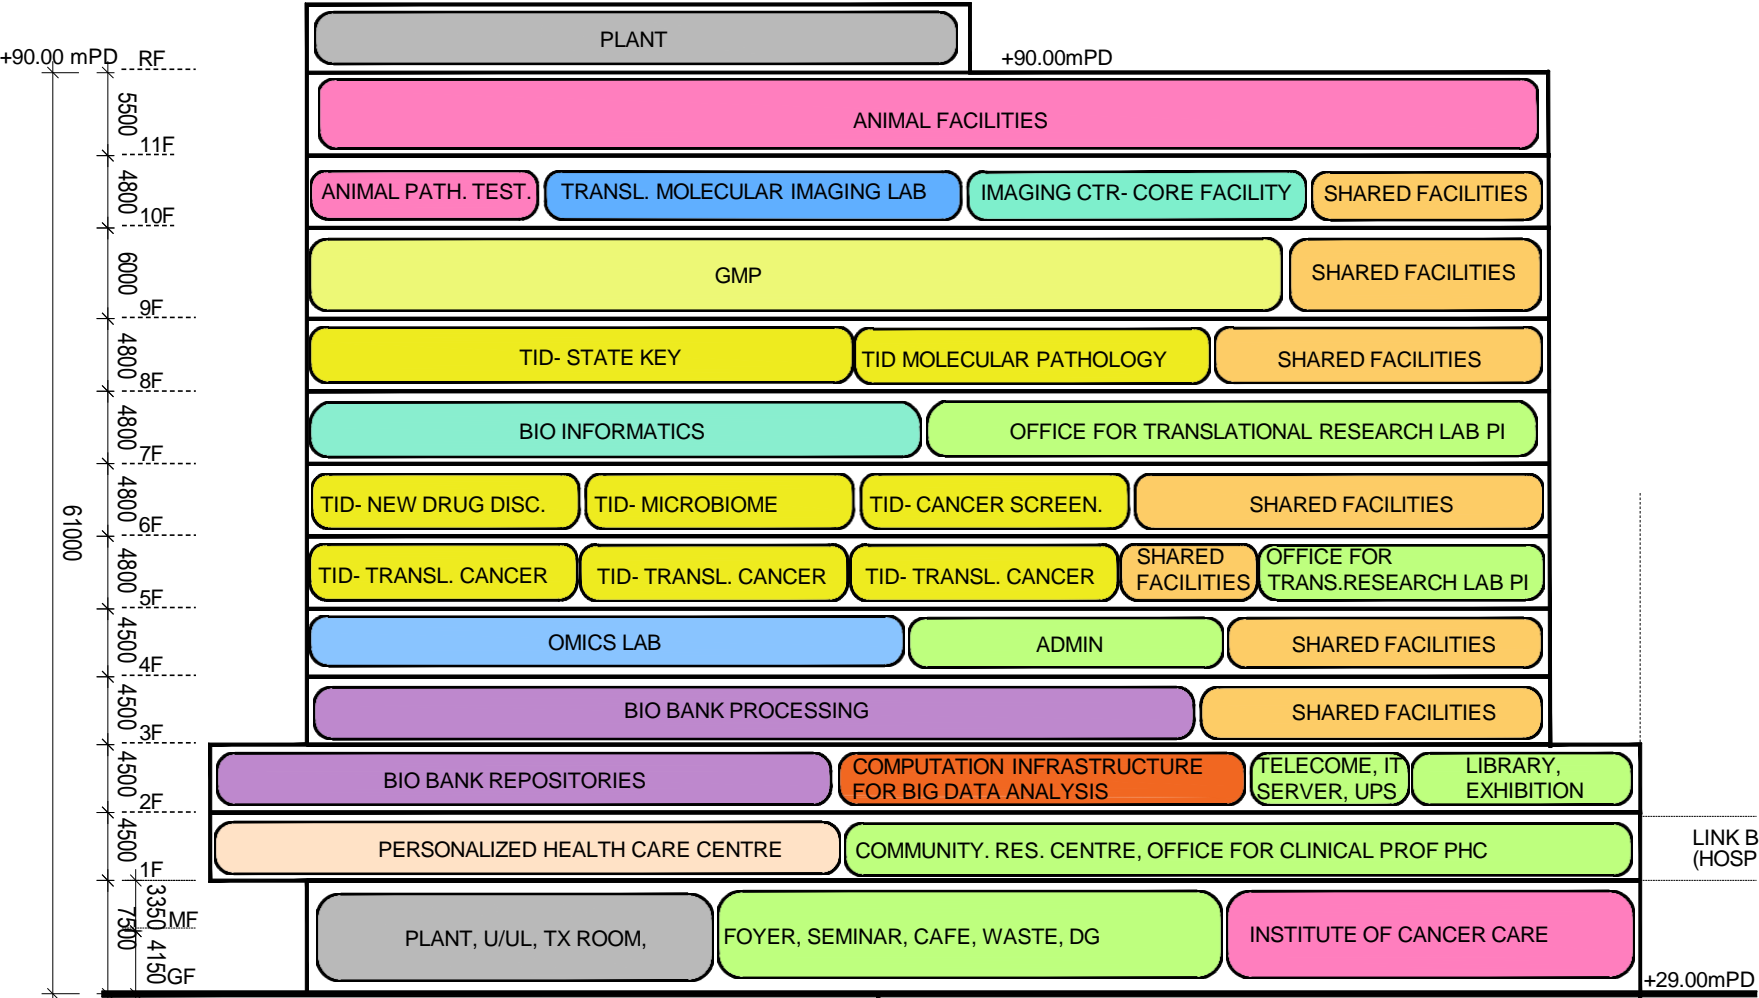 PLANT
+90.00 mPD RF
+90.00mPD
5500
ANIMAL FACILITIES
11F
4800
ANIMAL PATH. TEST.
TRANSL. MOLECULAR IMAGING LAB
IMAGING CTR- CORE FACILITY
SHARED FACILITIES
10F
6000
GMP
SHARED FACILITIES
9F
48000
TID- STATE KEY
TID MOLECULAR PATHOLOGY
SHARED FACILITIES
8F
48000
BIO INFORMATICS
OFFICE FOR TRANSLATIONAL RESEARCH LAB PI
7F
4800
TID- NEW DRUG DISC.
TID- MICROBIOME
TID- CANCER SCREEN.
SHARED FACILITIES
6F
61000
4800
TID- TRANSL. CANCER
TID- TRANSL. CANCER
TID- TRANSL. CANCER
SHARED
FACILITIES
OFFICE FOR
TRANS.RESEARCH LAB PI
5F
4500
OMICS LAB
ADMIN
SHARED FACILITIES
4F
4500
BIO BANK PROCESSING
SHARED FACILITIES
3F
4500
BIO BANK REPOSITORIES
COMPUTATION INFRASTRUCTURE
FOR BIG DATA ANALYSIS
TELECOME, IT
SERVER, UPS
LIBRARY,
EXHIBITION
2F
4500
PERSONALIZED HEALTH CARE CENTRE
COMMUNITY. RES. CENTRE, OFFICE FOR CLINICAL PROF PHC
LINK B
(HOSP
1F
3350
MF
7500
4150
PLANT, U/UL, TX ROOM,
FOYER, SEMINAR, CAFE, WASTE, DG
INSTITUTE OF CANCER CARE
GF
+29.00mPD